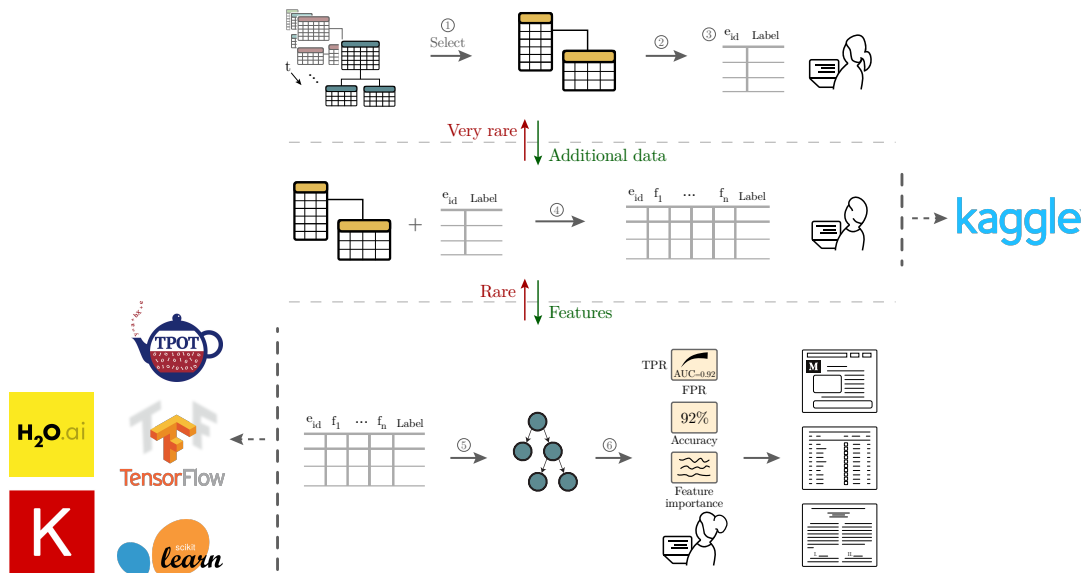 ①
Select
t
②
③ e_id Label
Very rare
Additional data
e_id Label
+
④
e_id f_1 ... f_n Label
kaggle
Rare
Features
TPOT
H2O.ai
TensorFlow
K
scikit
learn
e_id f_1 ... f_n Label
⑤
⑥
TPR
AUC=0.92
FPR
92%
Accuracy
Feature
importance
M
I.
II.